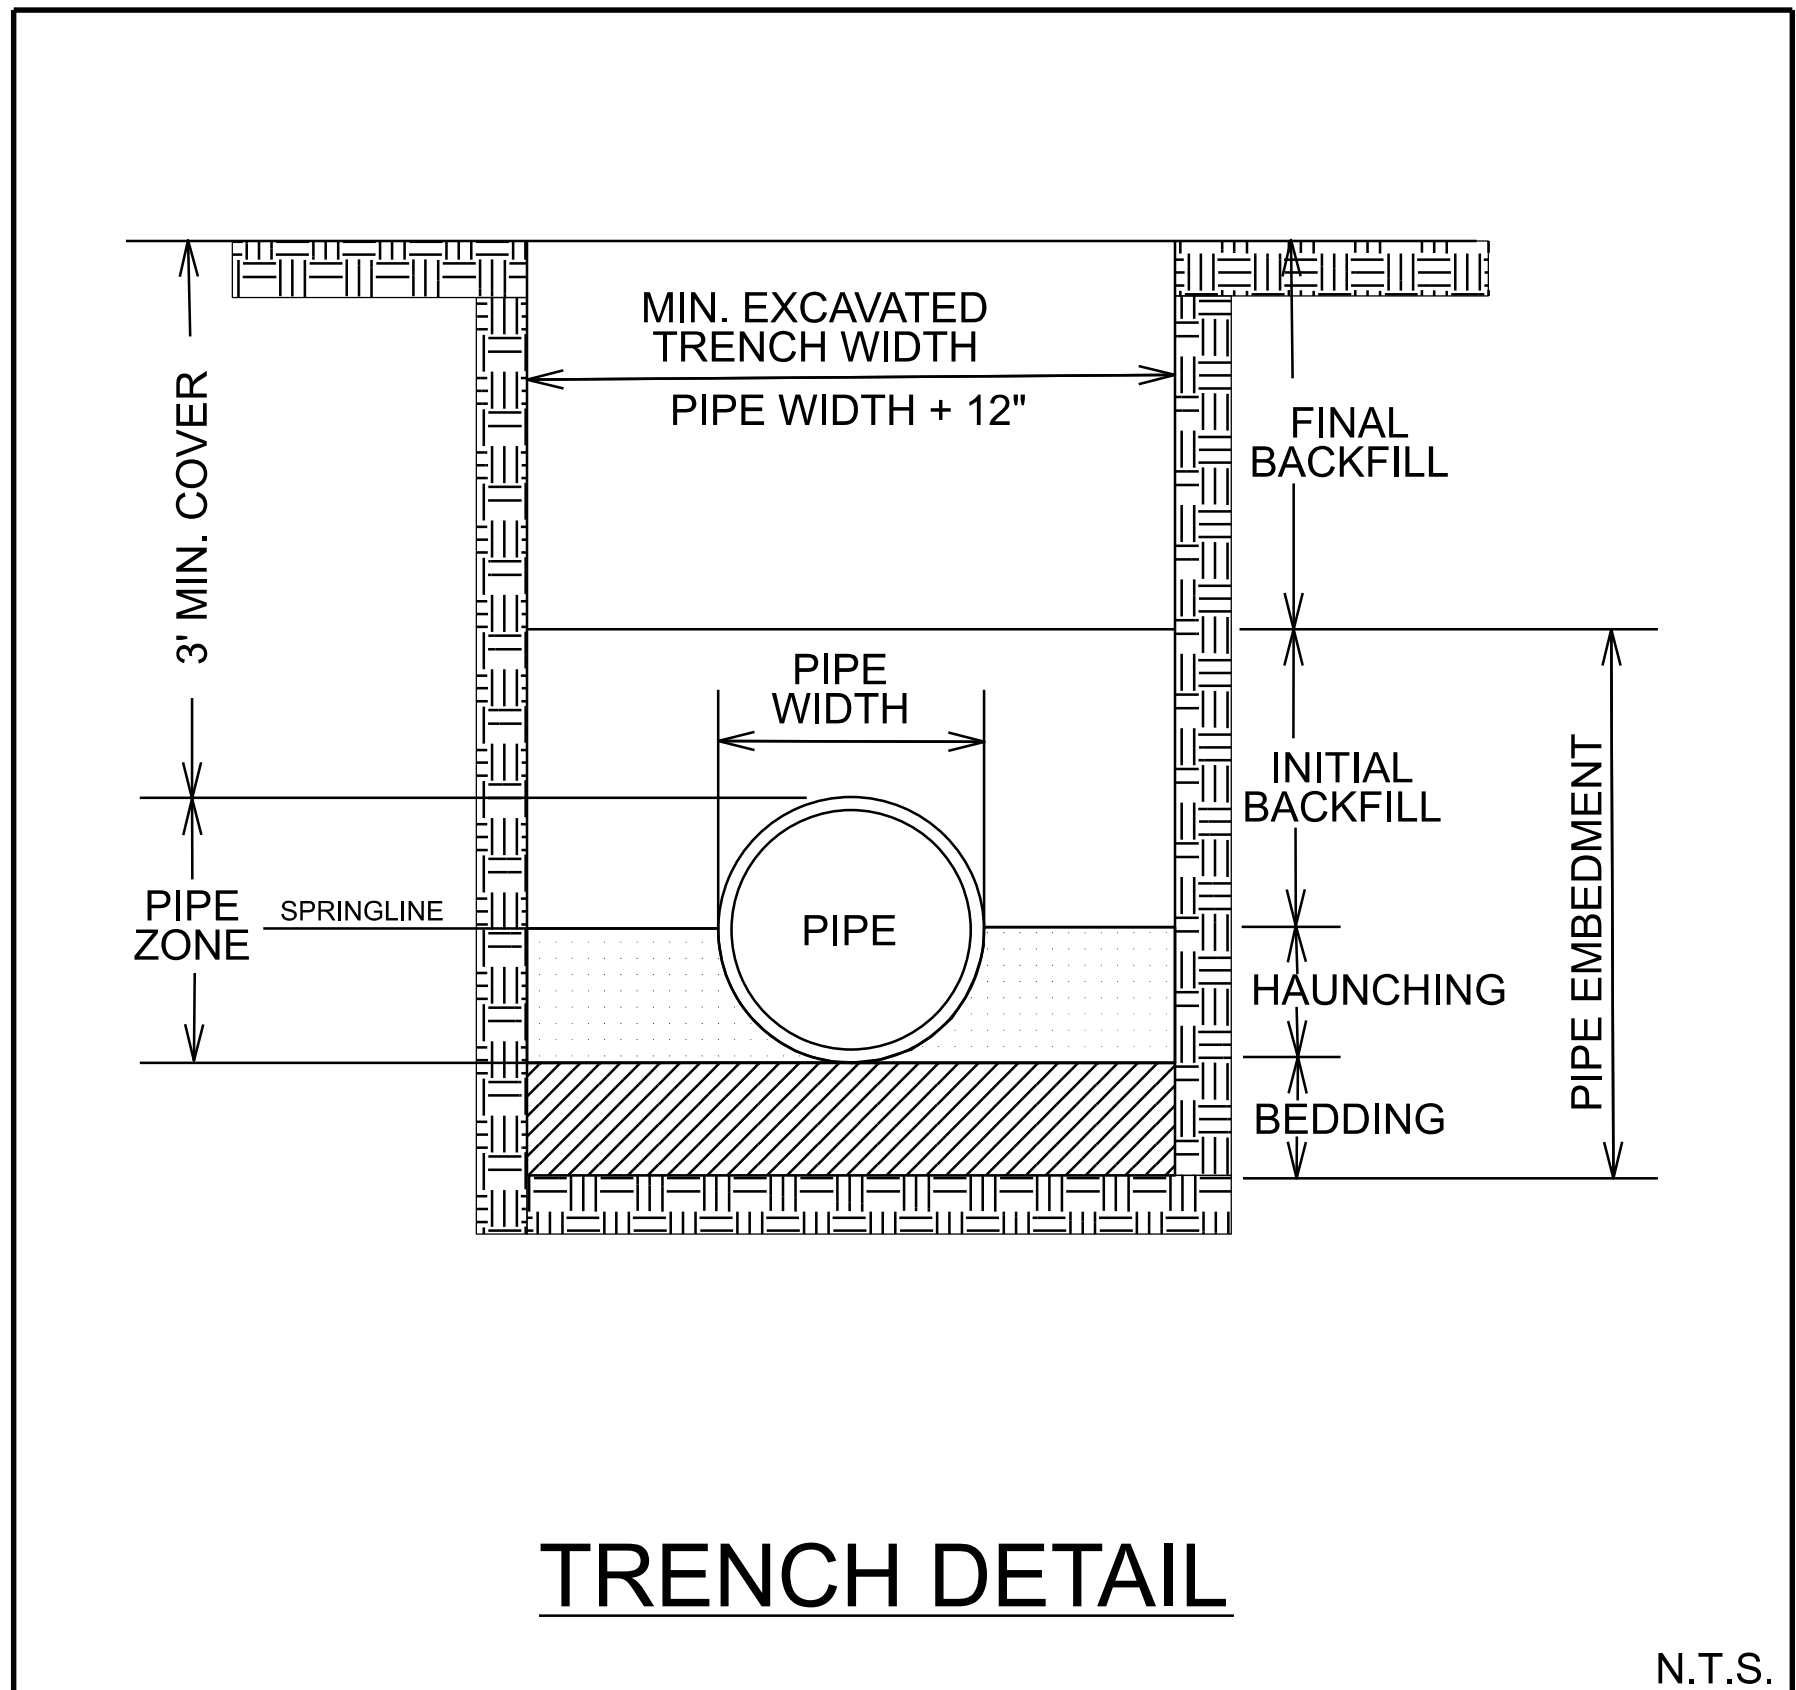 MIN. EXCAVATED
TRENCH WIDTH
PIPE WIDTH + 12"
3' MIN. COVER
FINAL
BACKFILL
PIPE
WIDTH
INITIAL
BACKFILL
PIPE EMBEDMENT
PIPE
ZONE
SPRINGLINE
PIPE
HAUNCHING
BEDDING
TRENCH DETAIL
N.T.S.